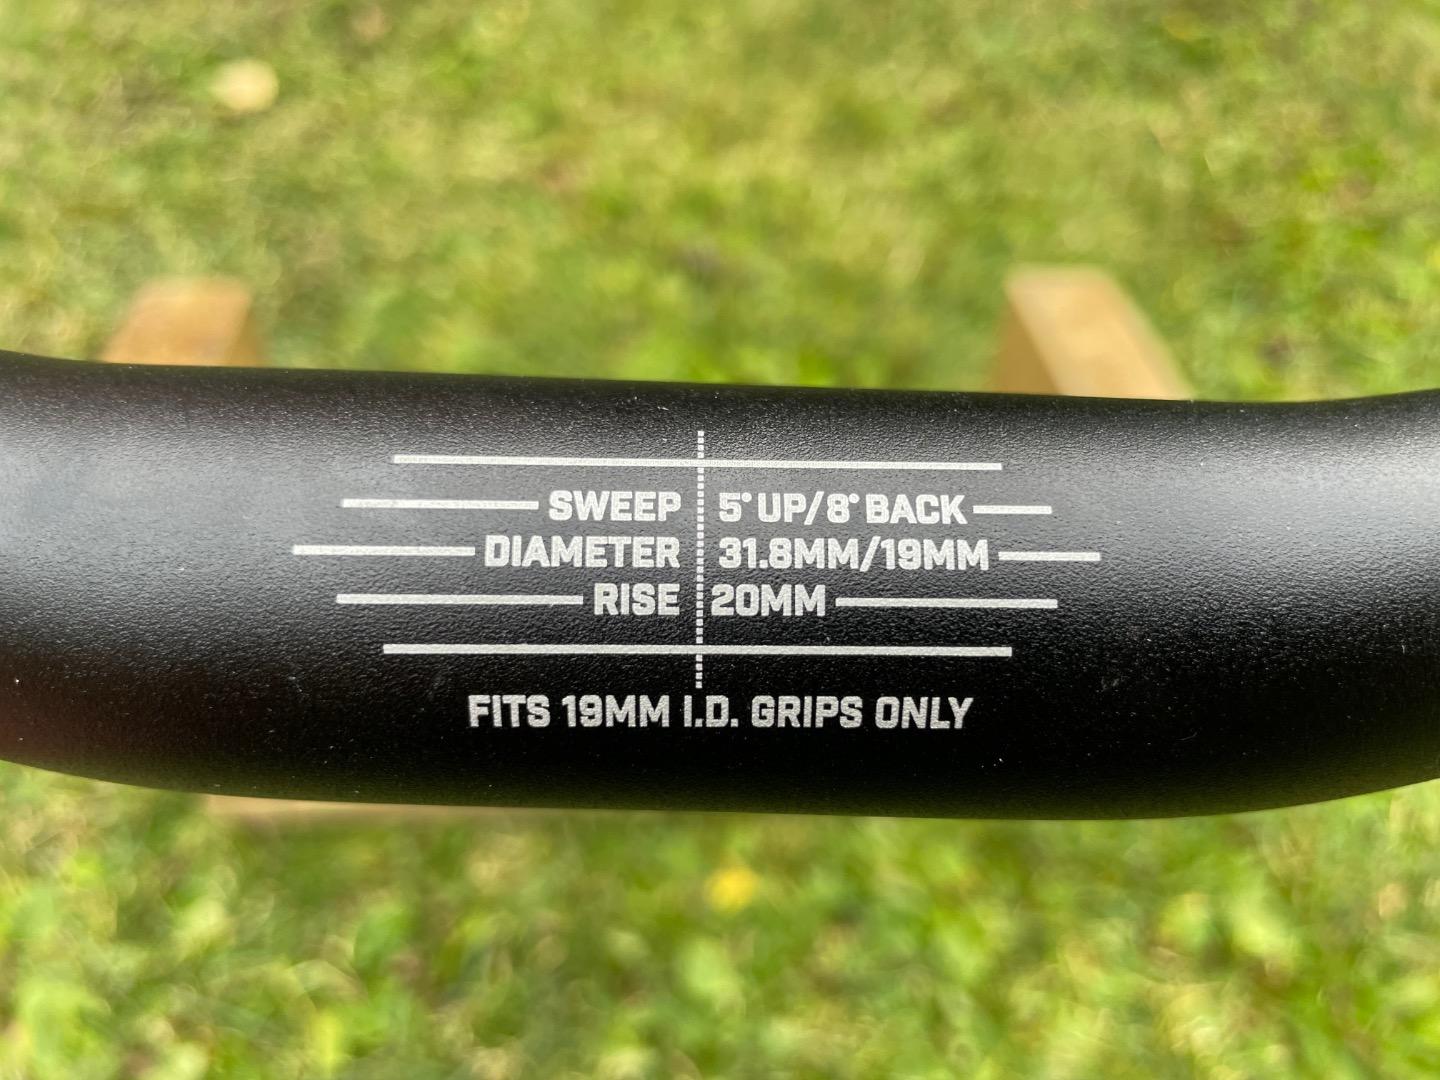 SWEEP 5° UP/8° BACK
DIAMETER 31.8MM/19MM
RISE 20MM
FITS 19MM I.D. GRIPS ONLY